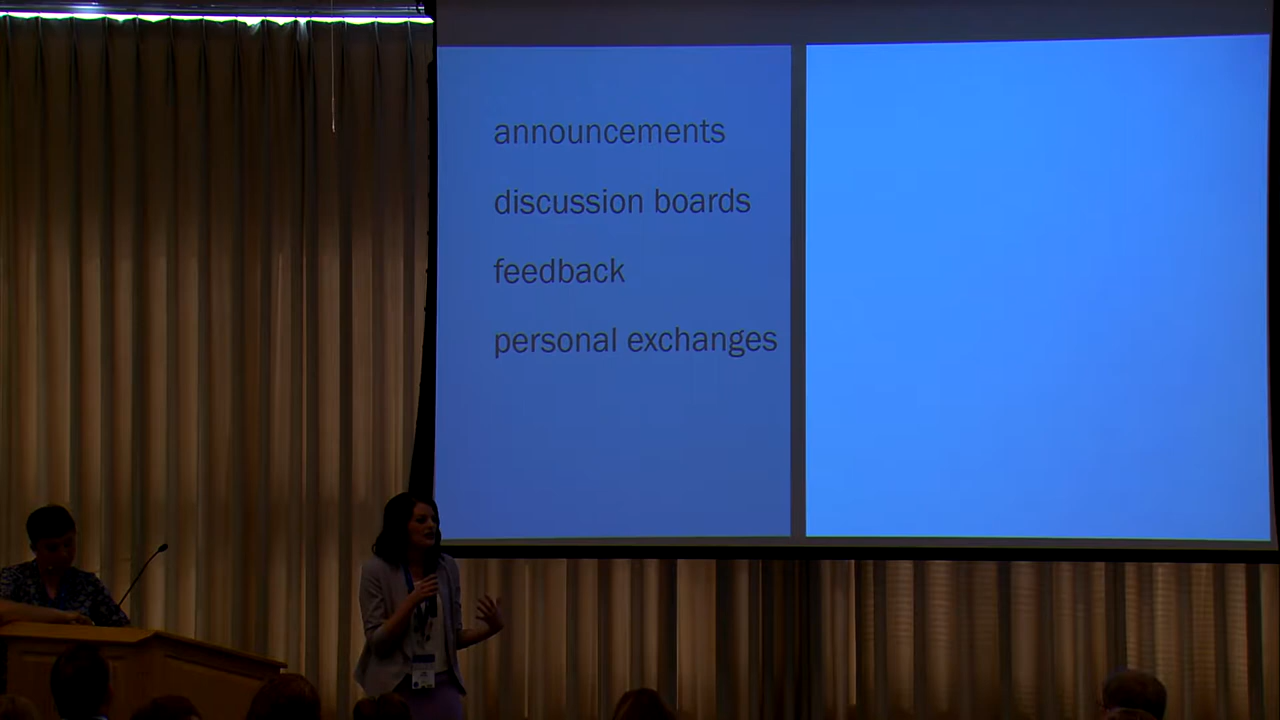 announcements
discussion boards
feedback
personal exchanges